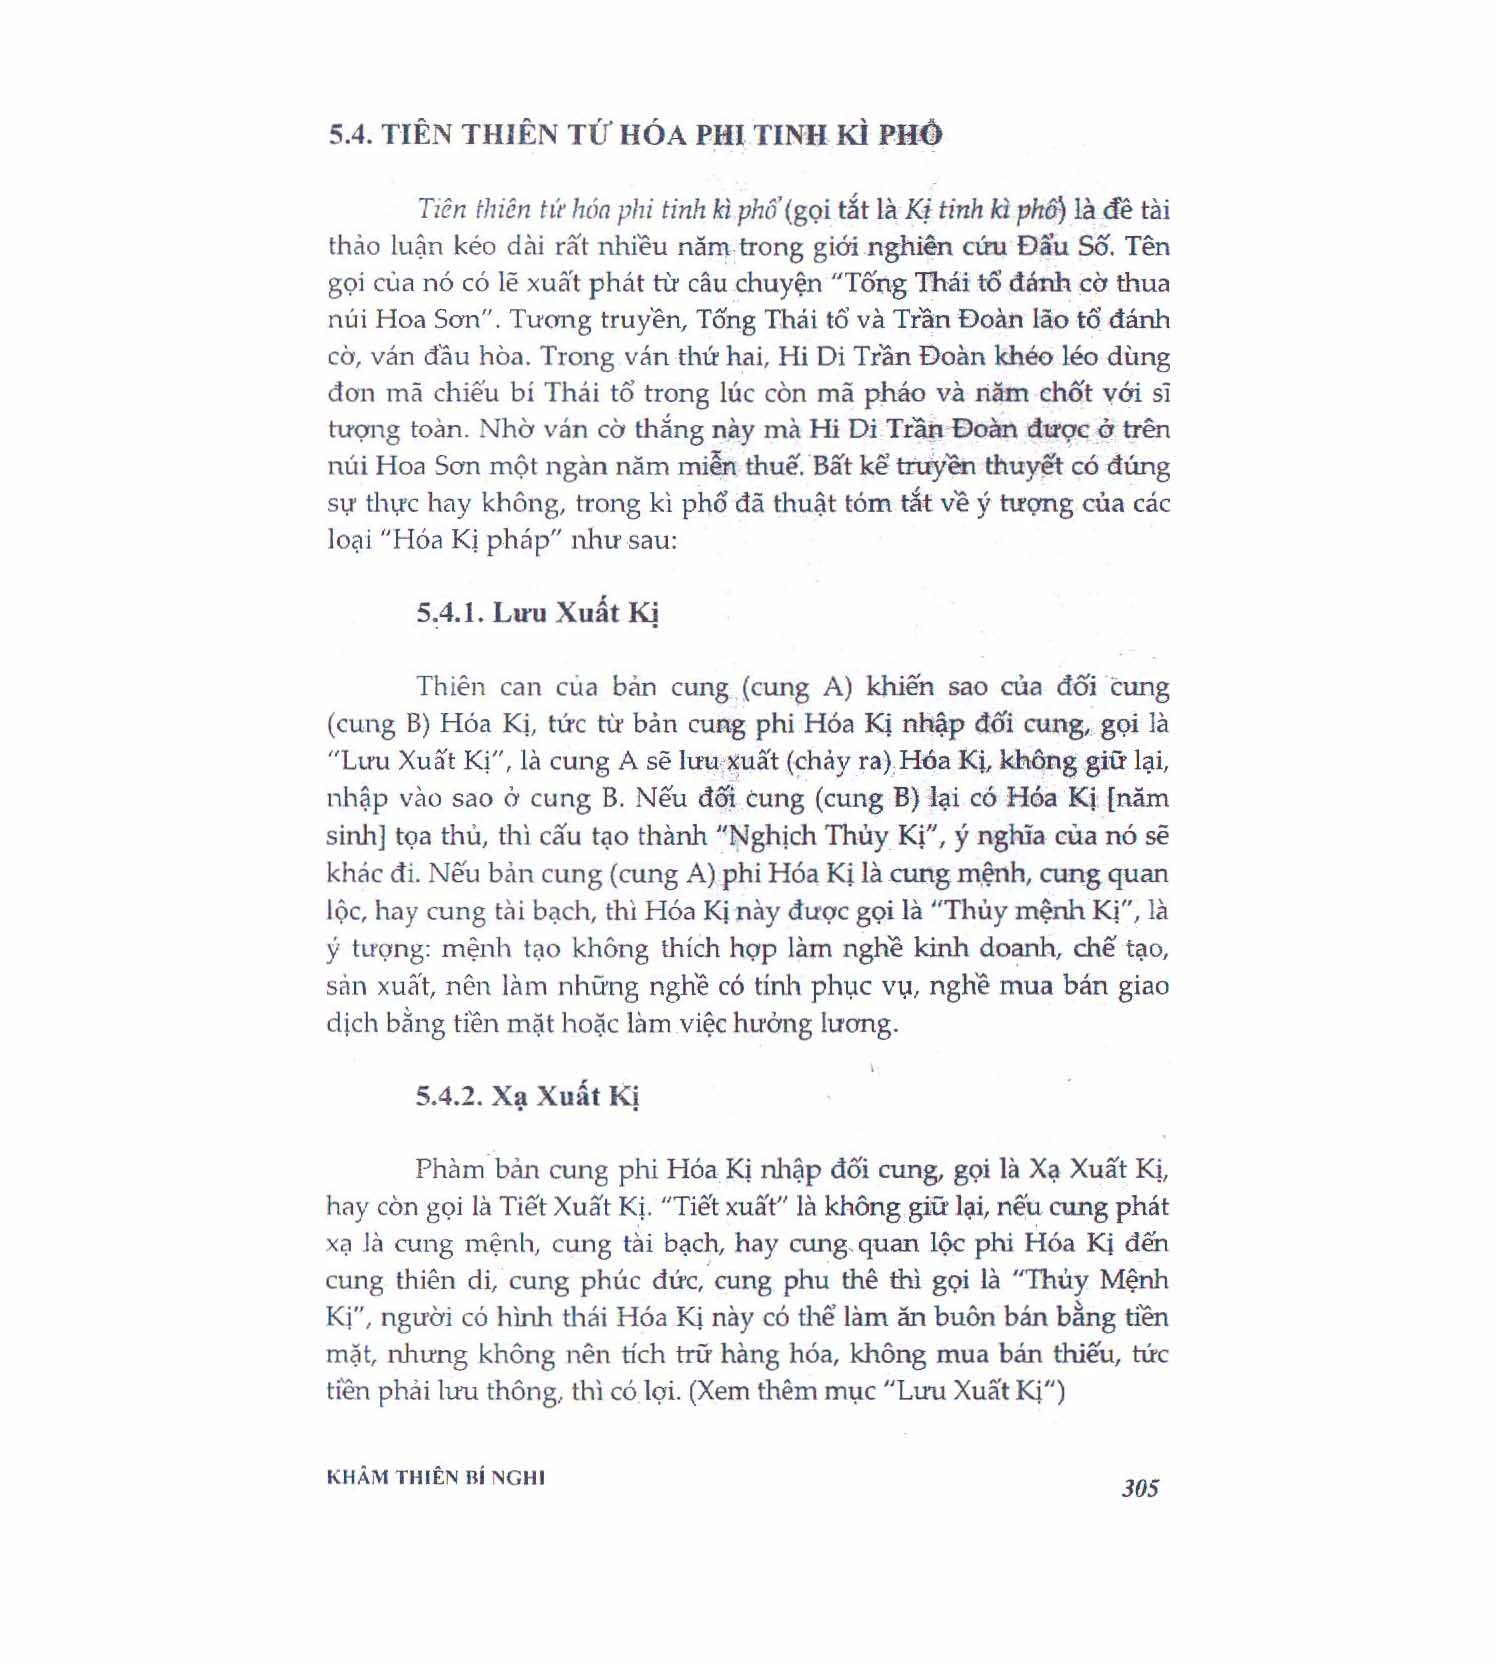 5.4. TIÊN THIÊN TỨ HÓA PHI TINH KÌ PHỔ
Tiên thiên tứ hóa phi tinh kì phổ (gọi tắt là Kị tinh kì phổ) là đề tài
thảo luận kéo dài rất nhiều năm trong giới nghiên cứu Đẩu Số. Tên
gọi của nó có lẽ xuất phát từ câu chuyện "Tống Thái tổ đánh cờ thua
núi Hoa Sơn". Tương truyền, Tống Thái tổ và Trần Đoàn lão tổ đánh
cờ, ván đầu hòa. Trong ván thứ hai, Hi Di Trần Đoàn khéo léo dùng
đơn mã chiếu bí Thái tổ trong lúc còn mã pháo và năm chốt với sĩ
tượng toàn. Nhờ ván cờ thắng này mà Hi Di Trần Đoàn được ở trên
núi Hoa Sơn một ngàn năm miễn thuế. Bất kể truyền thuyết có đúng
sự thực hay không, trong kì phổ đã thuật tóm tắt về ý tượng của các
loại "Hóa Kị pháp" như sau:
5.4.1. Lưu Xuất Kị
Thiên can của bản cung (cung A) khiến sao của đối cung
(cung B) Hóa Kị, tức từ bản cung phi Hóa Kị nhập đối cung, gọi là
"Lưu Xuất Kị", là cung A sẽ lưu xuất (chảy ra) Hóa Kị, không giữ lại,
nhập vào sao ở cung B. Nếu đối cung (cung B) lại có Hóa Kị [năm
sinh] tọa thủ, thì cấu tạo thành "Nghịch Thủy Kị", ý nghĩa của nó sẽ
khác đi. Nếu bản cung (cung A) phi Hóa Kị là cung mệnh, cung quan
lộc, hay cung tài bạch, thì Hóa Kị này được gọi là "Thủy mệnh Kị", là
ý tượng: mệnh tạo không thích hợp làm nghề kinh doanh, chế tạo,
sản xuất, nên làm những nghề có tính phục vụ, nghề mua bán giao
dịch bằng tiền mặt hoặc làm việc hưởng lương.
5.4.2. Xạ Xuất Kị
Phàm bản cung phi Hóa Kị nhập đối cung, gọi là Xạ Xuất Kị,
hay còn gọi là Tiết Xuất Kị. "Tiết xuất" là không giữ lại, nếu cung phát
xạ là cung mệnh, cung tài bạch, hay cung quan lộc phi Hóa Kị đến
cung thiên di, cung phúc đức, cung phu thê thì gọi là "Thủy Mệnh
Kị", người có hình thái Hóa Kị này có thể làm ăn buôn bán bằng tiền
mặt, nhưng không nên tích trữ hàng hóa, không mua bán thiếu, tức
tiền phải lưu thông, thì có lợi. (Xem thêm mục "Lưu Xuất Kị")
KHÂM THIÊN BÍ NGHI
305